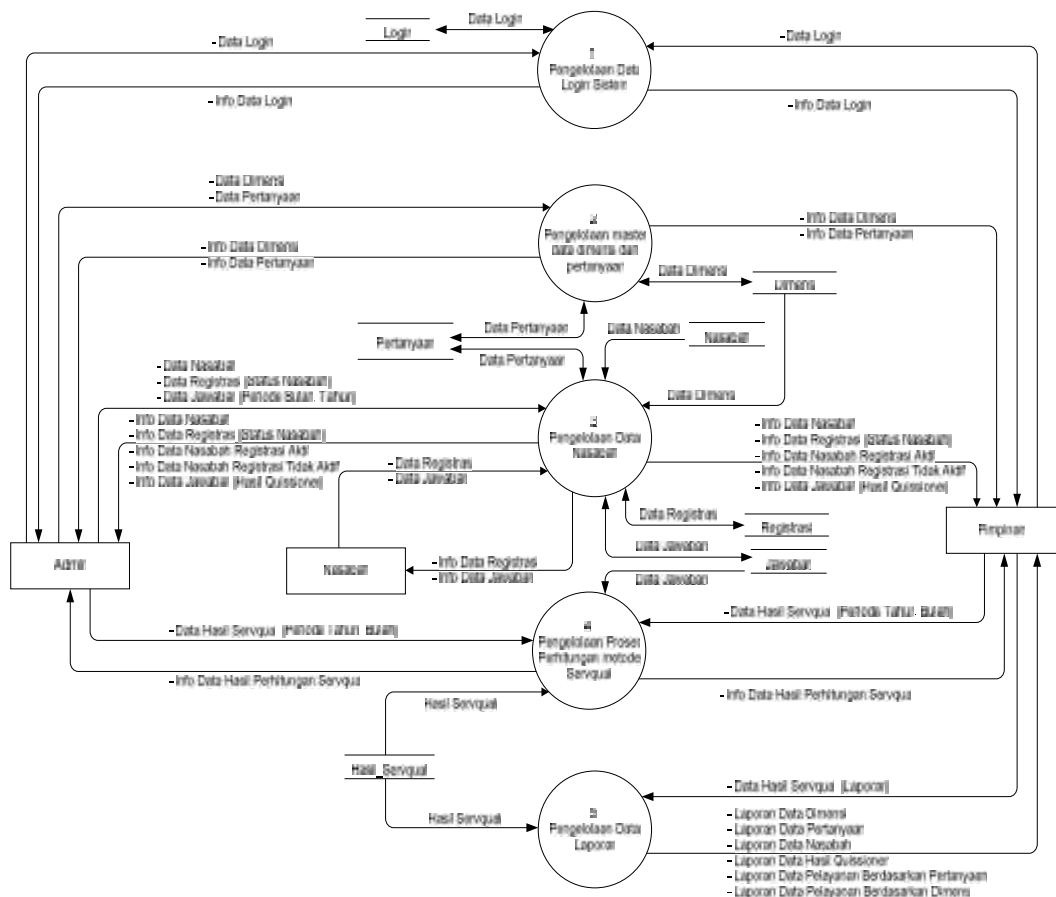 Data Login
Login
- Data Login
- Data Login
1
Pengelolaan Data
Login Sistem
- Info Data Login
- Info Data Login
- Data Dimensi
- Data Pertanyaan
2
Pengelolaan master
data dimensi dan
pertanyaan
- Info Data Dimensi
- Info Data Pertanyaan
- Info Data Dimensi
- Info Data Pertanyaan
Data Dimensi
Dimensi
Data Pertanyaan
Pertanyaan
Data Pertanyaan
Data Nasabah
Nasabah
- Data Nasabah
- Data Registrasi (Status Nasabah)
- Data Jawaban (Periode Bulan, Tahun)
Data Dimensi
3
Pengelolaan Data
Nasabah
- Info Data Nasabah
- Info Data Registrasi (Status Nasabah)
- Info Data Nasabah Registrasi Aktif
- Info Data Nasabah Registrasi Tidak Aktif
- Info Data Jawaban (Hasil Quissioner)
- Data Registrasi
- Data Jawaban
- Info Data Nasabah
- Info Data Registrasi (Status Nasabah)
- Info Data Nasabah Registrasi Aktif
- Info Data Nasabah Registrasi Tidak Aktif
- Info Data Jawaban (Hasil Quissioner)
Data Registrasi
Registrasi
Pimpinan
Data Jawaban
Jawaban
Admin
Nasabah
- Info Data Registrasi
- Info Data Jawaban
Data Jawaban
- Data Hasil Servqual (Periode Tahun, Bulan)
4
Pengelolaan Proses
Perhitungan metode
Servqual
- Data Hasil Servqual (Periode Tahun, Bulan)
- Info Data Hasil Perhitungan Servqual
- Info Data Hasil Perhitungan Servqual
Hasil Servqual
Hasil_Servqual
Hasil Servqual
5
Pengelolaan Data
Laporan
- Data Hasil Servqual (Laporan)
- Laporan Data Dimensi
- Laporan Data Pertanyaan
- Laporan Data Nasabah
- Laporan Data Hasil Quissioner
- Laporan Data Pelayanan Berdasarkan Pertanyaan
- Laporan Data Pelayanan Berdasarkan Dimensi